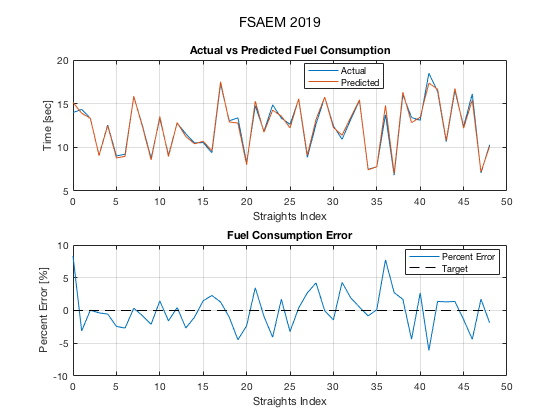 FSAEM 2019
Actual vs Predicted Fuel Consumption
Actual
Predicted
20
15
10
5
Time [sec]
0 5 10 15 20 25 30 35 40 45 50
Straights Index
Fuel Consumption Error
Percent Error
Target
10
5
0
-5
-10
Percent Error [%]
0 5 10 15 20 25 30 35 40 45 50
Straights Index